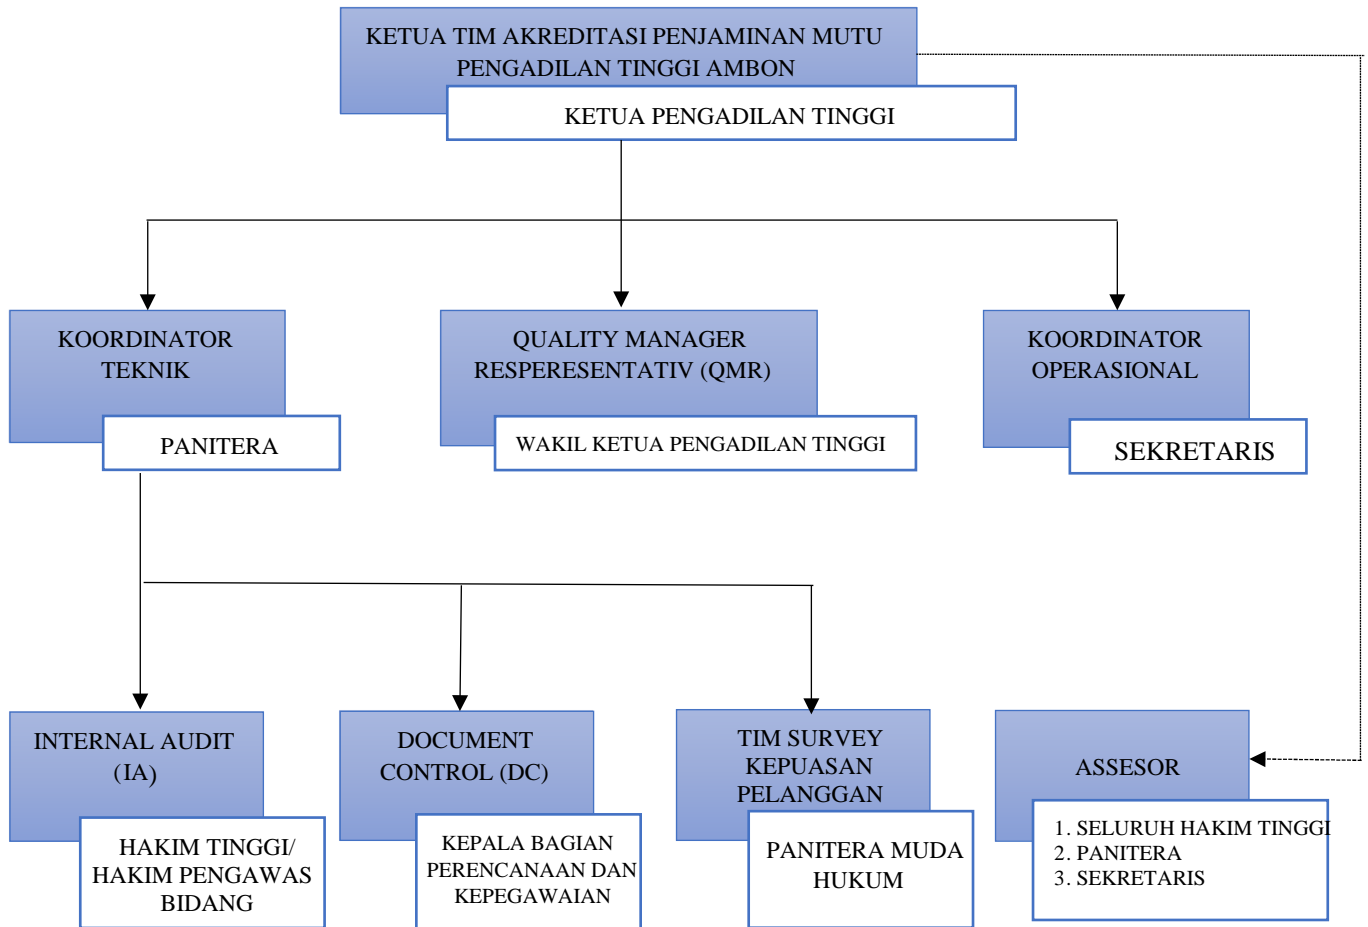 KETUA TIM AKREDITASI PENJAMINAN MUTU
PENGADILAN TINGGI AMBON
KETUA PENGADILAN TINGGI
KOORDINATOR
TEKNIK
PANITERA
QUALITY MANAGER
RESPERESENTATIV (QMR)
WAKIL KETUA PENGADILAN TINGGI
KOORDINATOR
OPERASIONAL
SEKRETARIS
INTERNAL AUDIT
(IA)
HAKIM TINGGI/
HAKIM PENGAWAS
BIDANG
DOCUMENT
CONTROL (DC)
KEPALA BAGIAN
PERENCANAAN DAN
KEPEGAWAIAN
TIM SURVEY
KEPUASAN
PELANGGAN
PANITERA MUDA
HUKUM
ASSESOR
1. SELURUH HAKIM TINGGI
2. PANITERA
3. SEKRETARIS